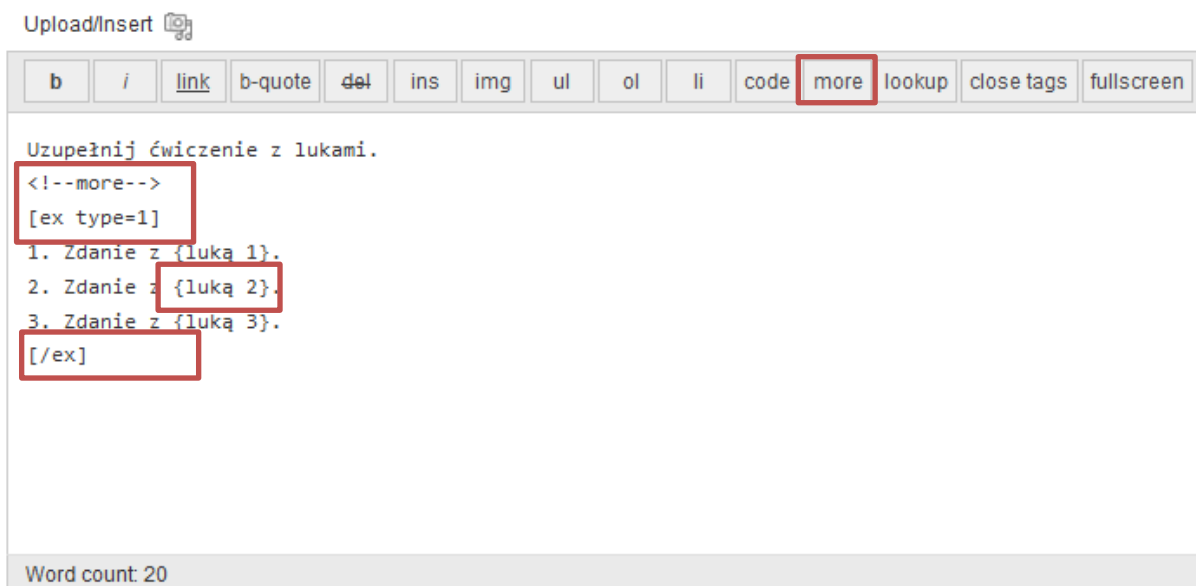 Upload/Insert
b i link b-quote del ins img ul ol li code more lookup close tags fullscreen
Uzupełnij ćwiczenie z lukami.
<!--more-->
[ex type=1]
1. Zdanie z {luką 1}.
2. Zdanie z {luką 2}.
3. Zdanie z {luką 3}.
[/ex]
Word count: 20